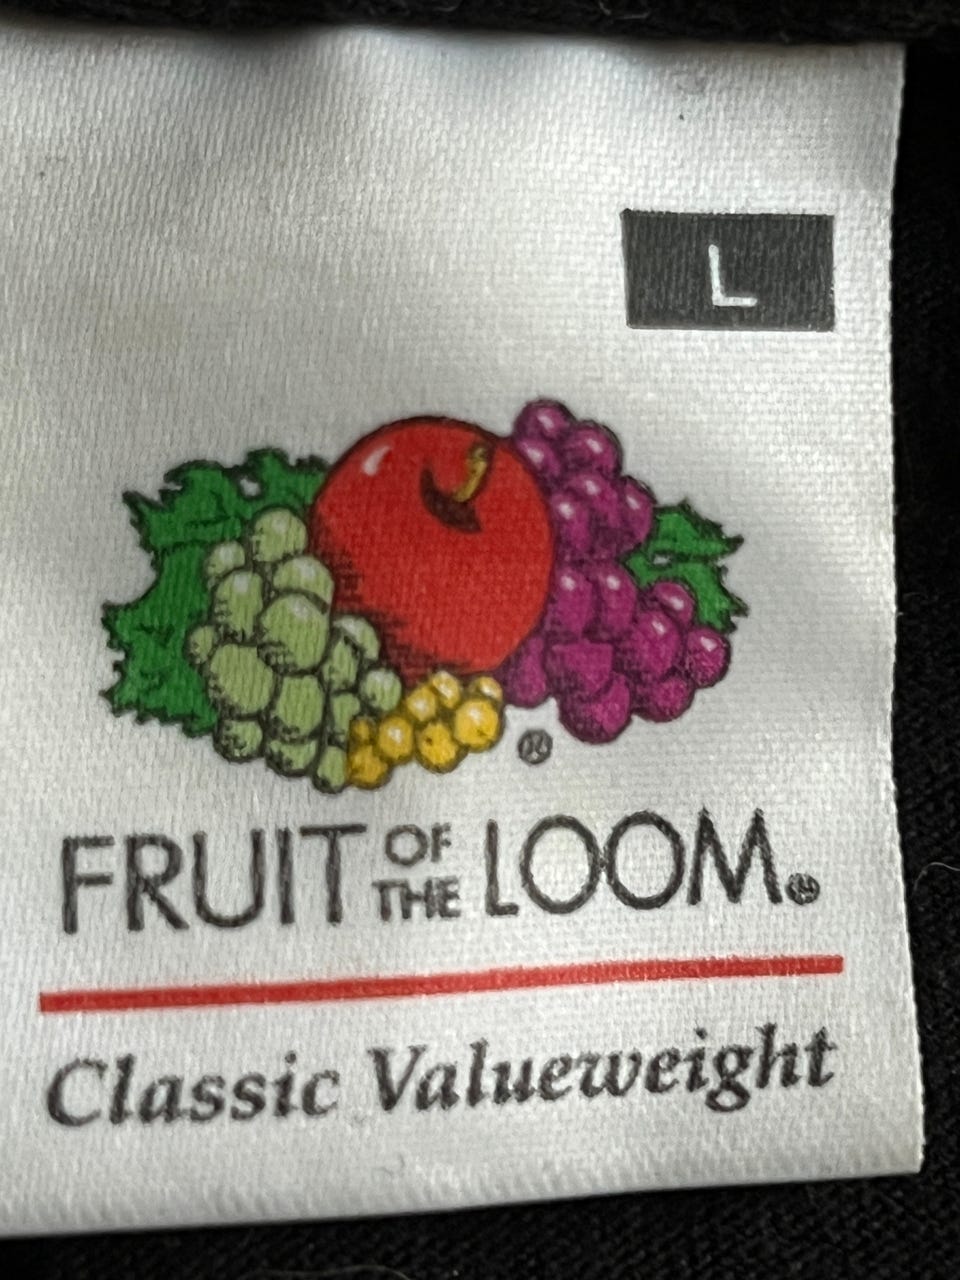 L
®
FRUIT OF THE LOOM®
Classic Valueweight